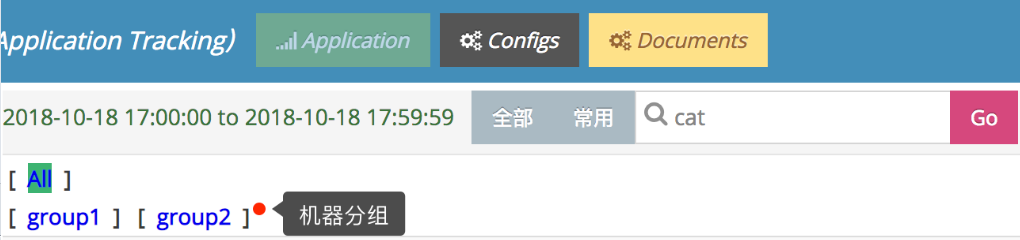 Application Tracking) Application Configs Documents
2018-10-18 17:00:00 to 2018-10-18 17:59:59 全部 常用 cat Go
[ All ]
[ group1 ] [ group2 ] 机器分组